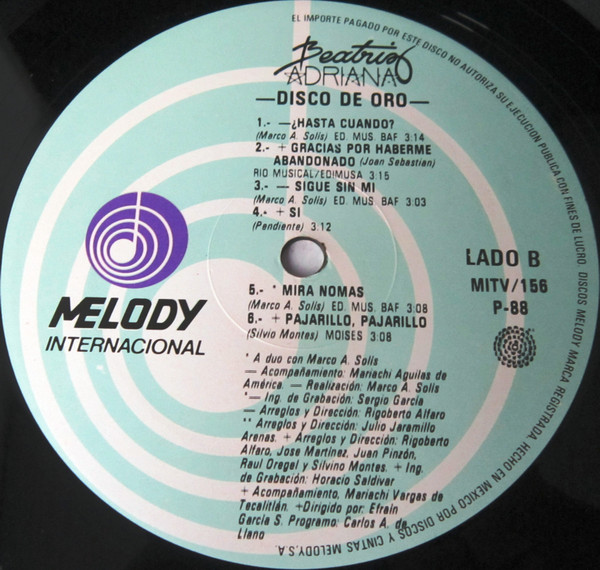 Beatriz
ADRIANA
—DISCO DE ORO—
1.- —¿HASTA CUANDO?
(Marco A. Solis) ED. MUS. BAF 3:14
2.- + GRACIAS POR HABERME
ABANDONADO (Joan Sebastian)
RIO MUSICAL/EDIMUSA 3:15
3.- — SIGUE SIN MI
(Marco A. Solis) ED. MUS. BAF 3:03
4.- + SI
(Pendiente) 3:12
LADO B
MITV/156
P-88
MELODY
INTERNACIONAL
5.- * MIRA NOMAS
(Marco A. Solis) ED. MUS. BAF 3:08
6.- + PAJARILLO, PAJARILLO
(Silvio Montes) MOISES 3:08
* A duo con Marco A. Solis
— Acompañamiento: Mariachi Aguilas de
América. — Realización: Marco A. Solis
*— Ing. de Grabación: Sergio García
— Arreglos y Dirección: Rigoberto Alfaro
** Arreglos y Dirección: Julio Jaramillo
Arenas. + Arreglos y Dirección: Rigoberto
Alfaro, Jose Martinez, Juan Pinzón,
Raul Oregel y Silvino Montes. + Ing.
de Grabación: Horacio Saldivar
+ Acompañamiento, Mariachi Vargas de
Tecalitlán. +Dirigido por: Efraín
García S. Programo: Carlos A. de
Llano
EL IMPORTE PAGADO POR ESTE DISCO NO AUTORIZA SU EJECUCION PUBLICA CON FINES DE LUCRO DISCOS MELODY MARCA REGISTRADA. HECHO EN MEXICO POR DISCOS Y CINTAS MELODY, S.A.